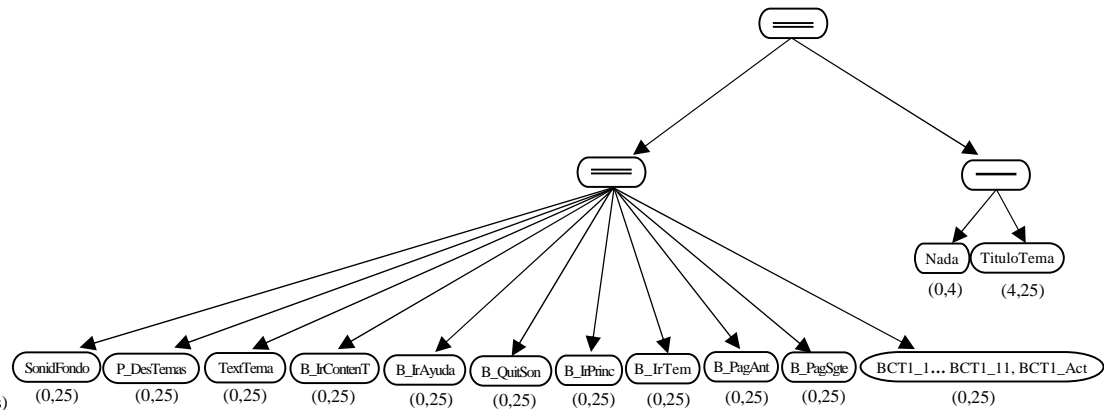 Nada TituloTema
(0,4) (4,25)
SonidFondo P_DesTemas TextTema B_IrContenT B_IrAyuda B_QuitSon B_IrPrinc B_IrTem B_PagAnt B_PagSgte BCT1_1... BCT1_11, BCT1_Act
s) (0,25) (0,25) (0,25) (0,25) (0,25) (0,25) (0,25) (0,25) (0,25) (0,25) (0,25)